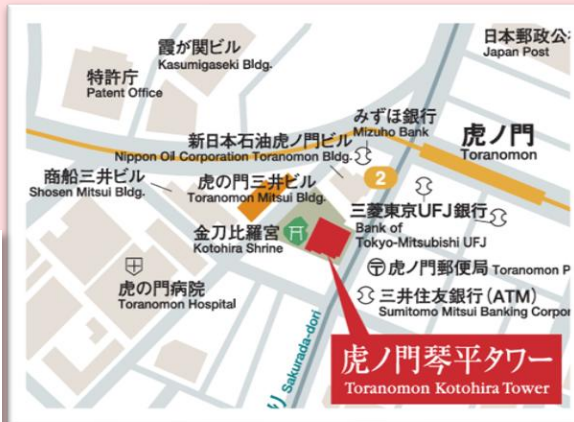 霞が関ビル
Kasumigaseki Bldg.
日本郵政公
Japan Post
特許庁
Patent Office
みずほ銀行
Mizuho Bank
新日本石油虎ノ門ビル
Nippon Oil Corporation Toranomon Bldg.
虎ノ門
Toranomon
商船三井ビル
Shosen Mitsui Bldg.
虎の門三井ビル
Toranomon Mitsui Bldg.
2
三菱東京UFJ銀行
Bank of
Tokyo-Mitsubishi UFJ
金刀比羅宮
Kotohira Shrine
虎ノ門郵便局 Toranomon P
虎の門病院
Toranomon Hospital
三井住友銀行(ATM)
Sumitomo Mitsui Banking Corpor
Sakurada-dori
虎ノ門琴平タワー
Toranomon Kotohira Tower